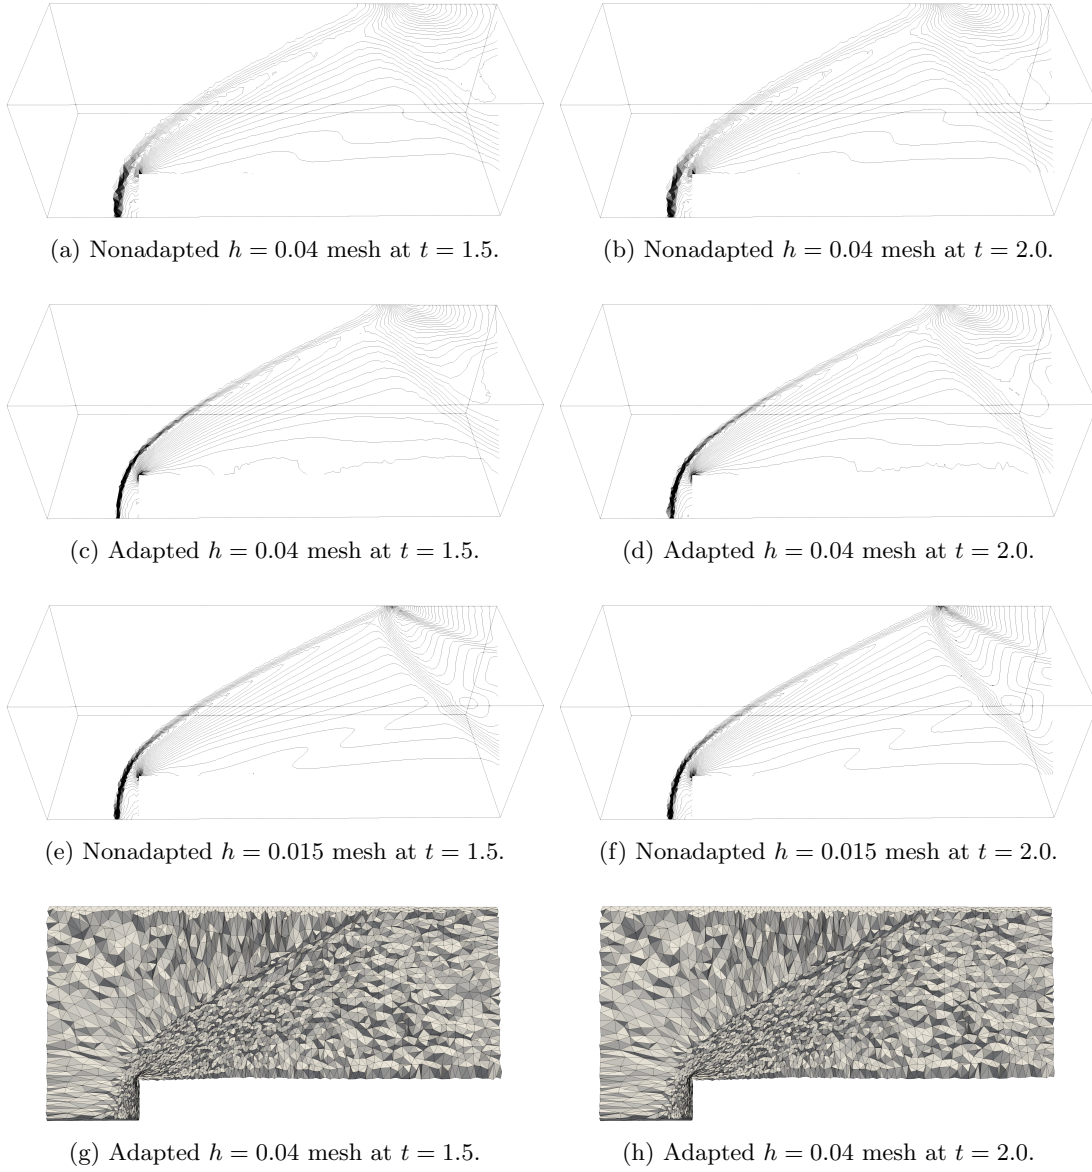 (a) Nonadapted h = 0.04 mesh at t = 1.5.
(b) Nonadapted h = 0.04 mesh at t = 2.0.
(c) Adapted h = 0.04 mesh at t = 1.5.
(d) Adapted h = 0.04 mesh at t = 2.0.
(e) Nonadapted h = 0.015 mesh at t = 1.5.
(f) Nonadapted h = 0.015 mesh at t = 2.0.
(g) Adapted h = 0.04 mesh at t = 1.5.
(h) Adapted h = 0.04 mesh at t = 2.0.